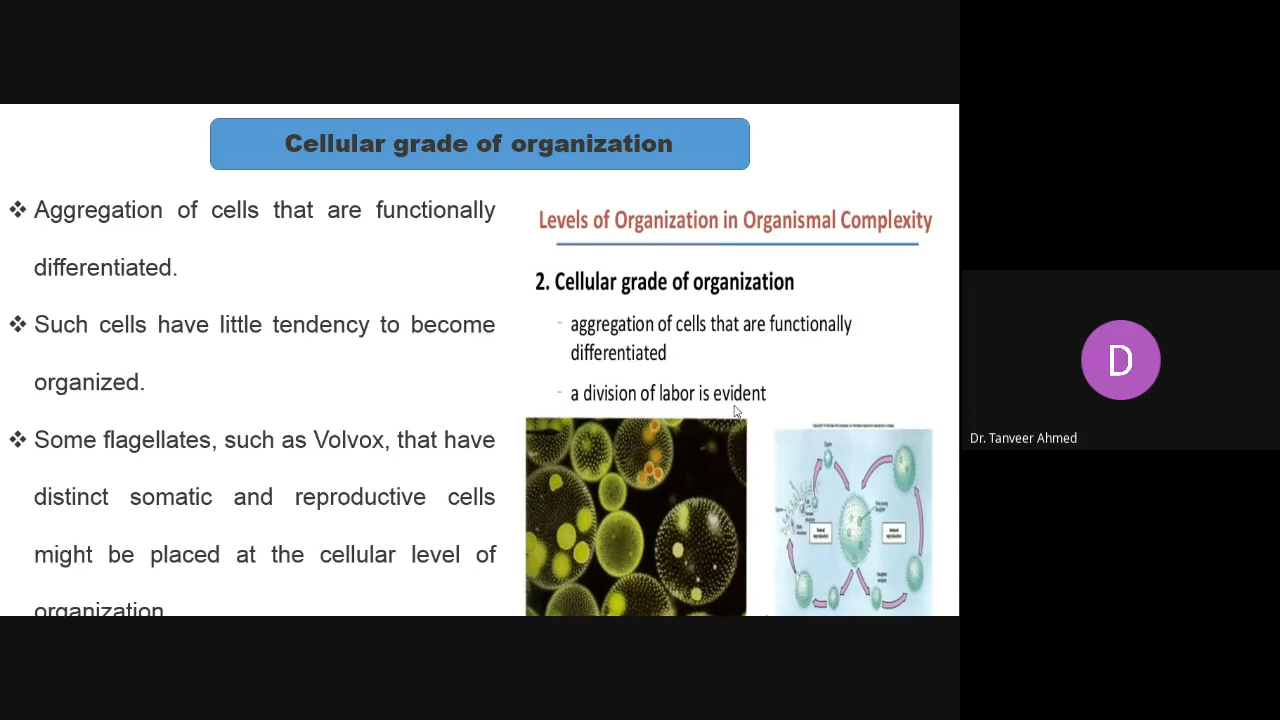 Cellular grade of organization
❖ Aggregation of cells that are functionally
differentiated.
❖ Such cells have little tendency to become
organized.
❖ Some flagellates, such as Volvox, that have
distinct somatic and reproductive cells
might be placed at the cellular level of
organization
Levels of Organization in Organismal Complexity
2. Cellular grade of organization
- aggregation of cells that are functionally
differentiated
- a division of labor is evident
Zygote
D
Dr. Tanveer Ahmed